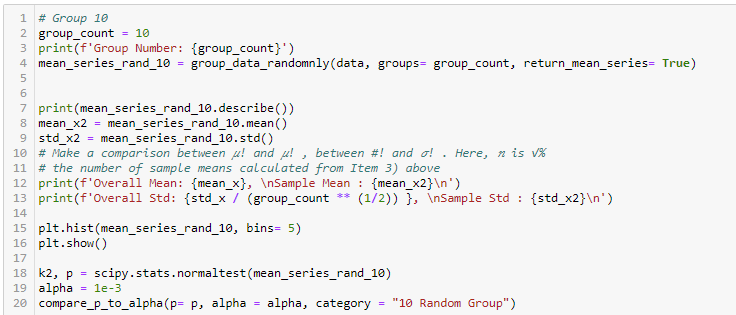 1 # Group 10
2 group_count = 10
3 print(f'Group Number: {group_count}')
4 mean_series_rand_10 = group_data_randomnly(data, groups= group_count, return_mean_series= True)
5
6
7 print(mean_series_rand_10.describe())
8 mean_x2 = mean_series_rand_10.mean()
9 std_x2 = mean_series_rand_10.std()
10 # Make a comparison between 𝜇! and 𝜇! , between #! and 𝜎! . Here, 𝑛 is √%
11 # the number of sample means calculated from Item 3) above
12 print(f'Overall Mean: {mean_x}, \nSample Mean : {mean_x2}\n')
13 print(f'Overall Std: {std_x / (group_count ** (1/2)) }, \nSample Std : {std_x2}\n')
14
15 plt.hist(mean_series_rand_10, bins= 5)
16 plt.show()
17
18 k2, p = scipy.stats.normaltest(mean_series_rand_10)
19 alpha = 1e-3
20 compare_p_to_alpha(p= p, alpha = alpha, category = "10 Random Group")